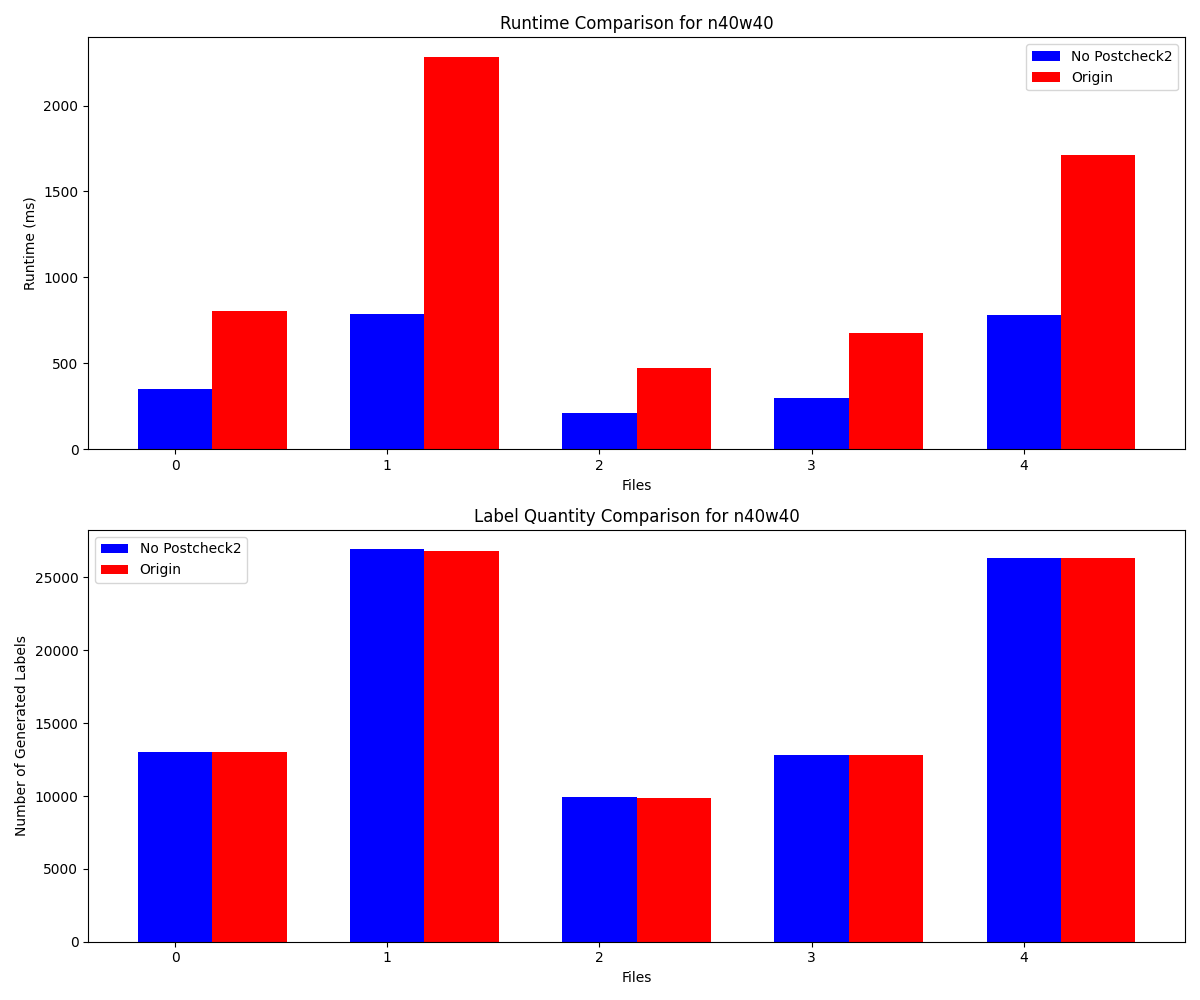 Runtime Comparison for n40w40
No Postcheck2
Origin
2000
1500
1000
500
0
Runtime (ms)
0 1 2 3 4
Files
Label Quantity Comparison for n40w40
No Postcheck2
Origin
25000
20000
15000
10000
5000
0
Number of Generated Labels
0 1 2 3 4
Files